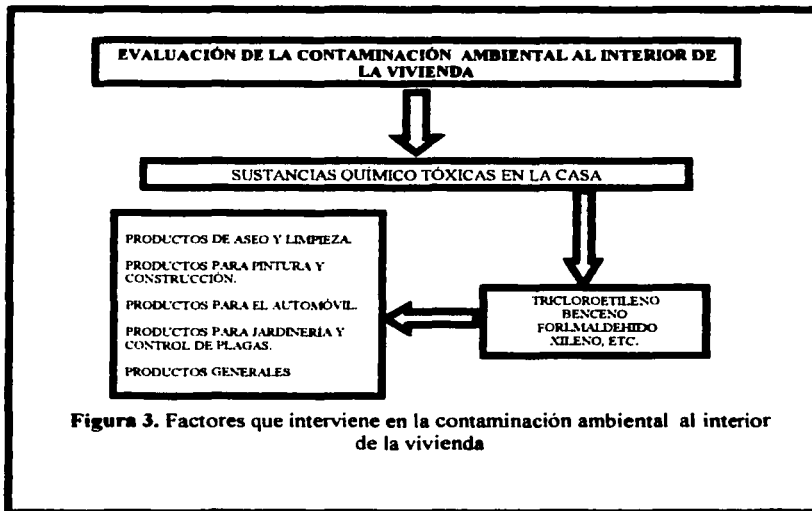 EVALUACIÓN DE LA CONTAMINACIÓN AMBIENTAL AL INTERIOR DE
LA VIVIENDA
SUSTANCIAS QUÍMICO TÓXICAS EN LA CASA
PRODUCTOS DE ASEO Y LIMPIEZA.
PRODUCTOS PARA PINTURA Y
CONSTRUCCIÓN.
PRODUCTOS PARA EL AUTOMÓVIL.
PRODUCTOS PARA JARDINERÍA Y
CONTROL DE PLAGAS.
PRODUCTOS GENERALES
TRICLOROETILENO
BENCENO
FORLMALDEHIDO
XILENO, ETC.
Figura 3. Factores que interviene en la contaminación ambiental al interior
de la vivienda